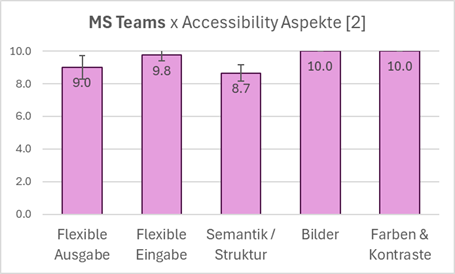 MS Teams x Accessibility Aspekte [2]
10.0
8.0
6.0
4.0
2.0
0.0
9.0
9.8
8.7
10.0
10.0
Flexible Ausgabe
Flexible Eingabe
Semantik / Struktur
Bilder
Farben & Kontraste